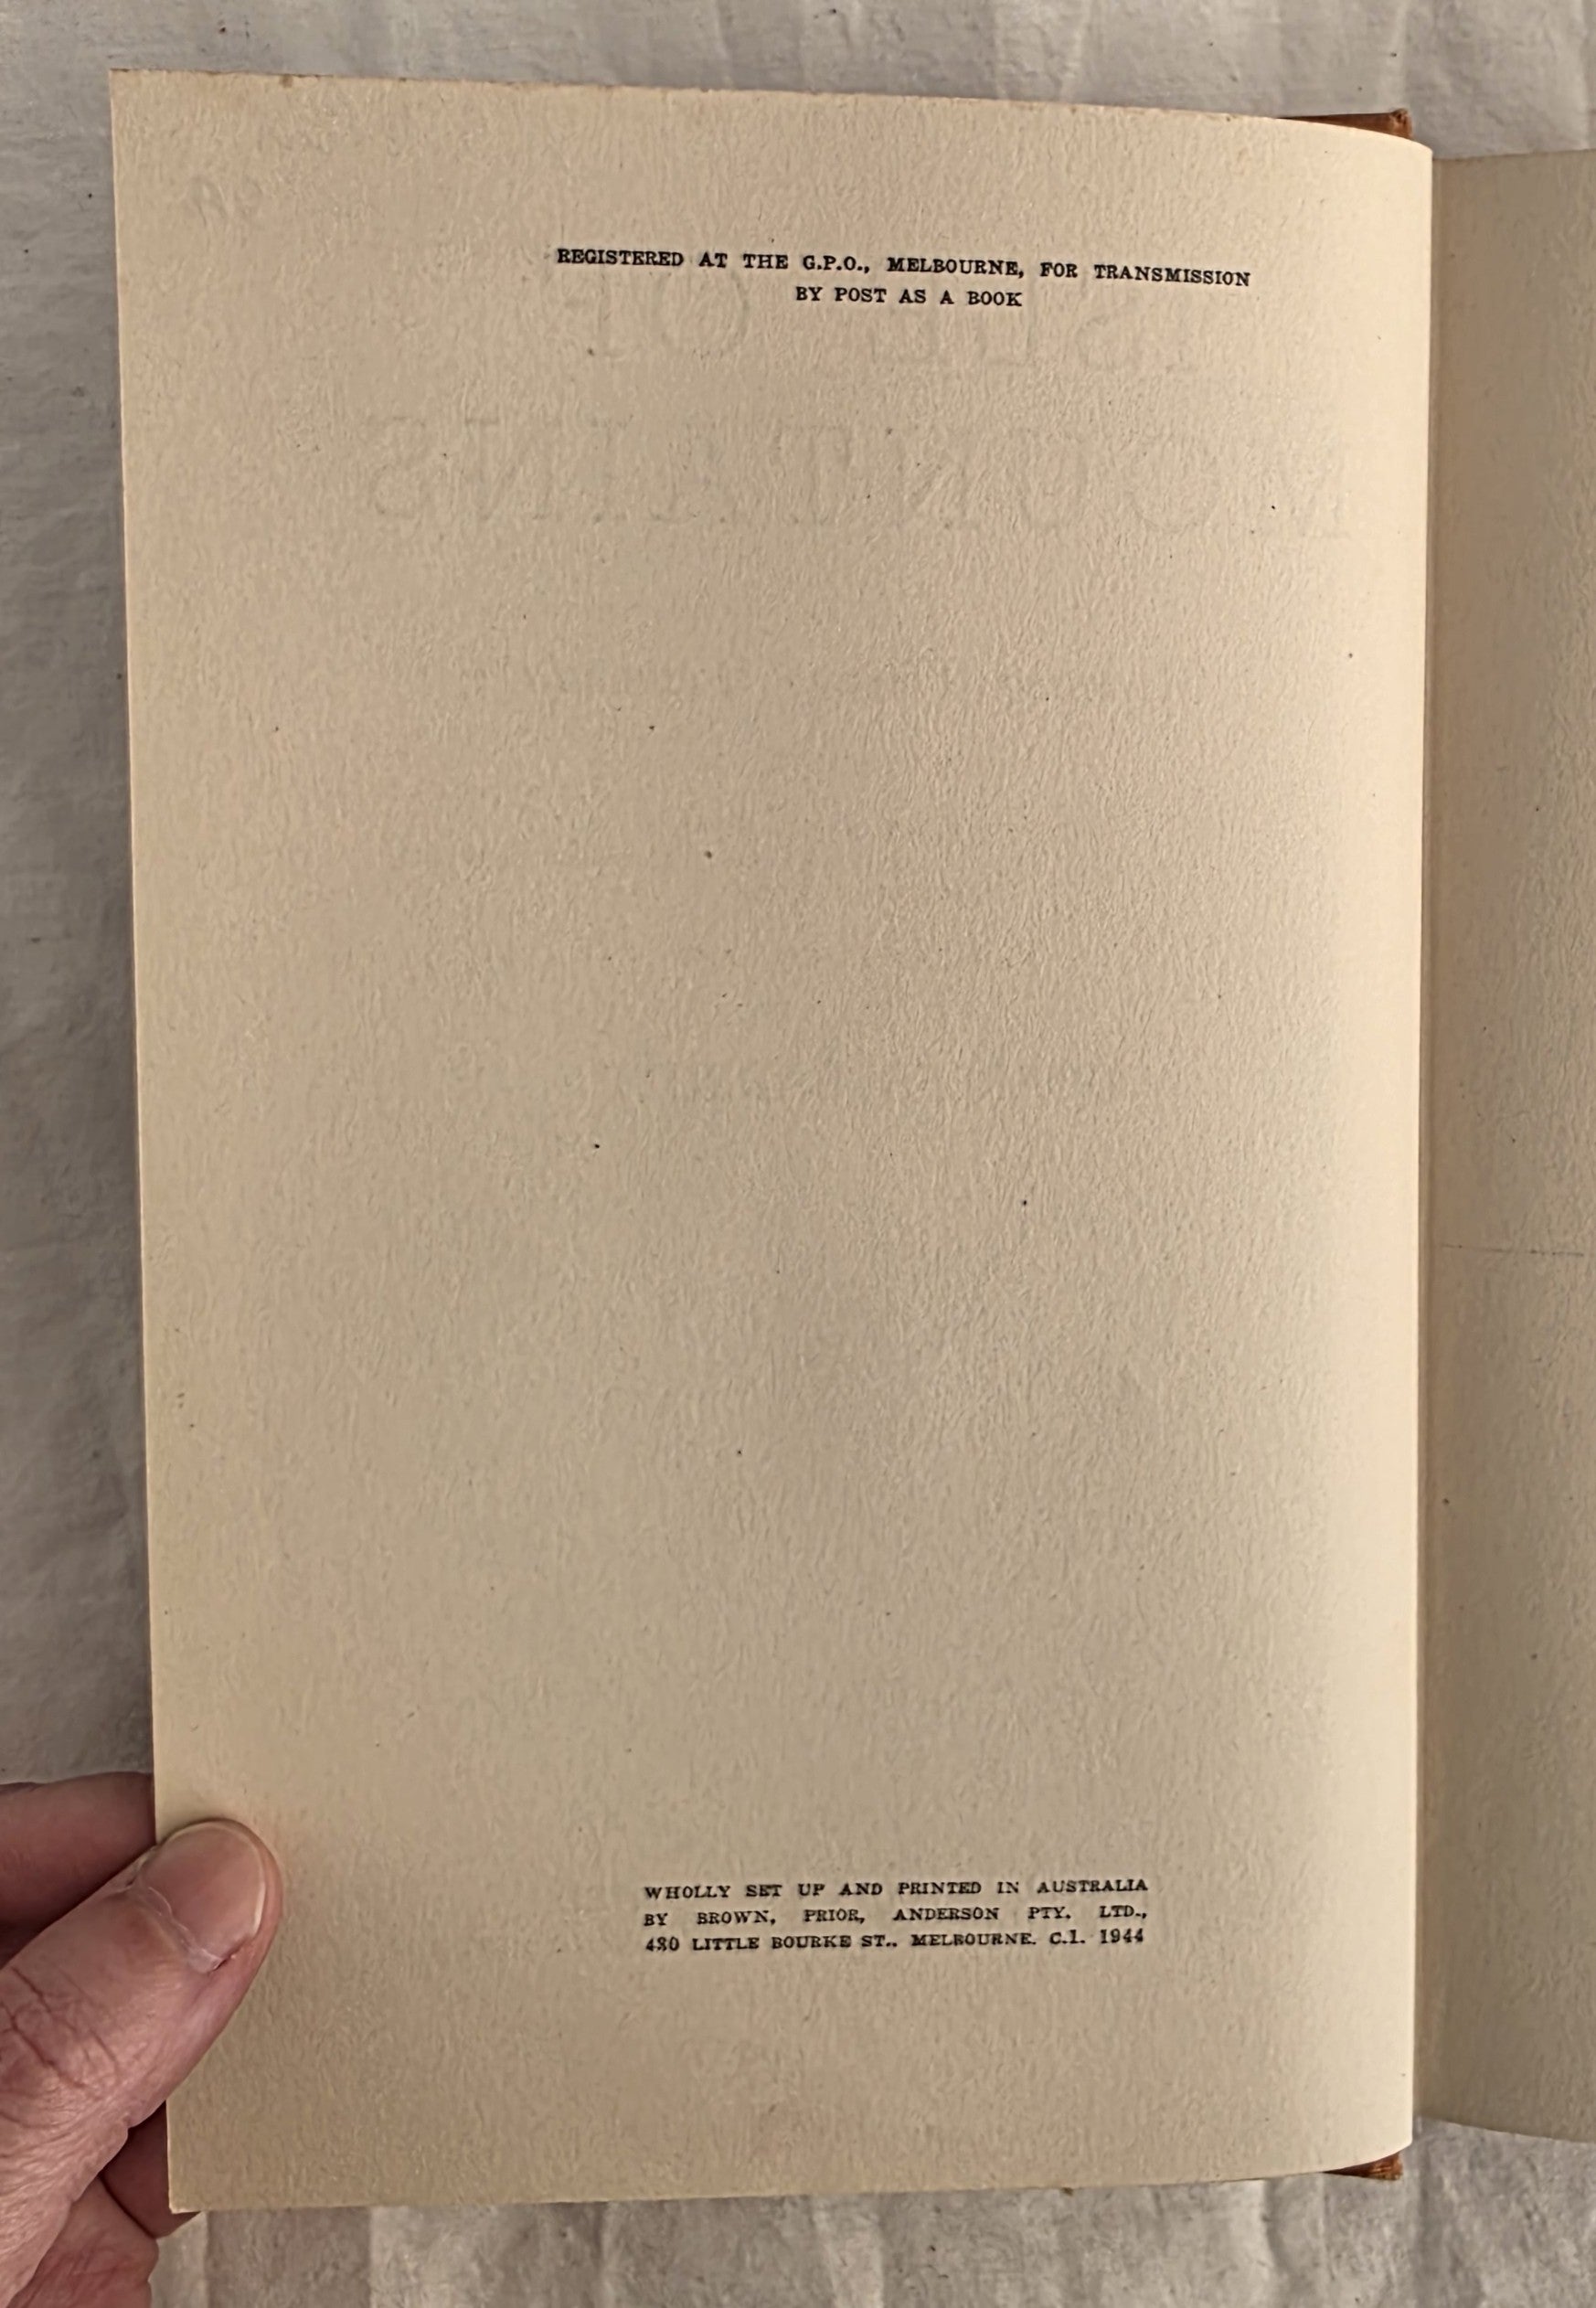 REGISTERED AT THE G.P.O., MELBOURNE, FOR TRANSMISSION
BY POST AS A BOOK
WHOLLY SET UP AND PRINTED IN AUSTRALIA
BY BROWN, PRIOR, ANDERSON PTY. LTD.,
430 LITTLE BOURKE ST., MELBOURNE. C.1. 1944